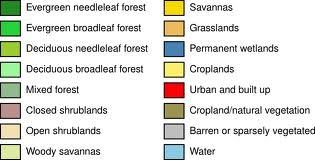 Evergreen needleleaf forest
Evergreen broadleaf forest
Deciduous needleleaf forest
Deciduous broadleaf forest
Mixed forest
Closed shrublands
Open shrublands
Woody savannas
Savannas
Grasslands
Permanent wetlands
Croplands
Urban and built up
Cropland/natural vegetation
Barren or sparsely vegetated
Water